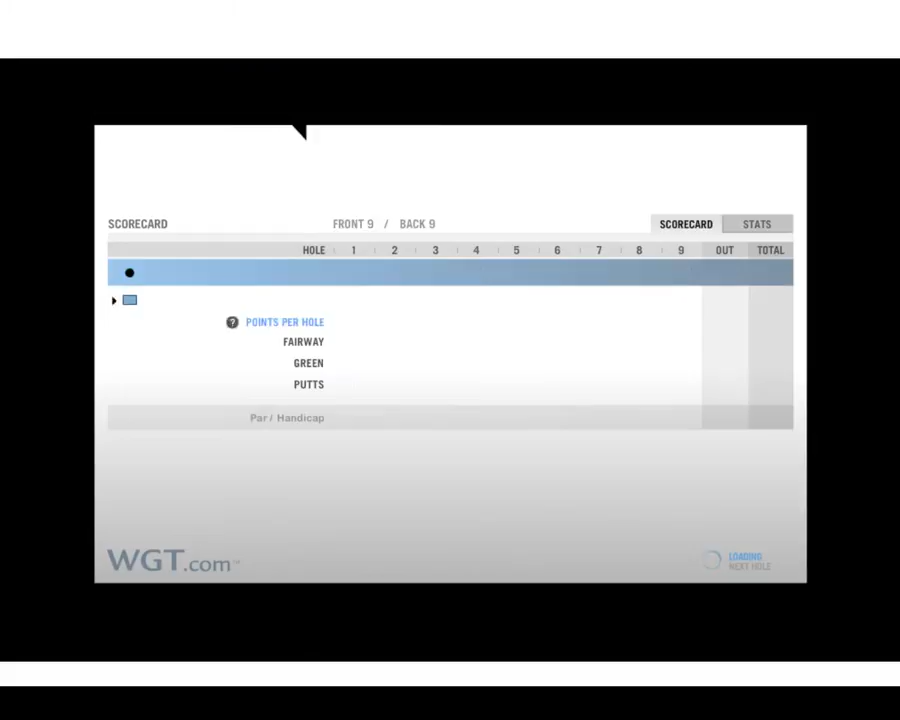 SCORECARD FRONT 9 / BACK 9 SCORECARD STATS
HOLE 1 2 3 4 5 6 7 8 9 OUT TOTAL
? POINTS PER HOLE
FAIRWAY
GREEN
PUTTS
Par / Handicap
WGT.com™
LOADING
NEXT HOLE